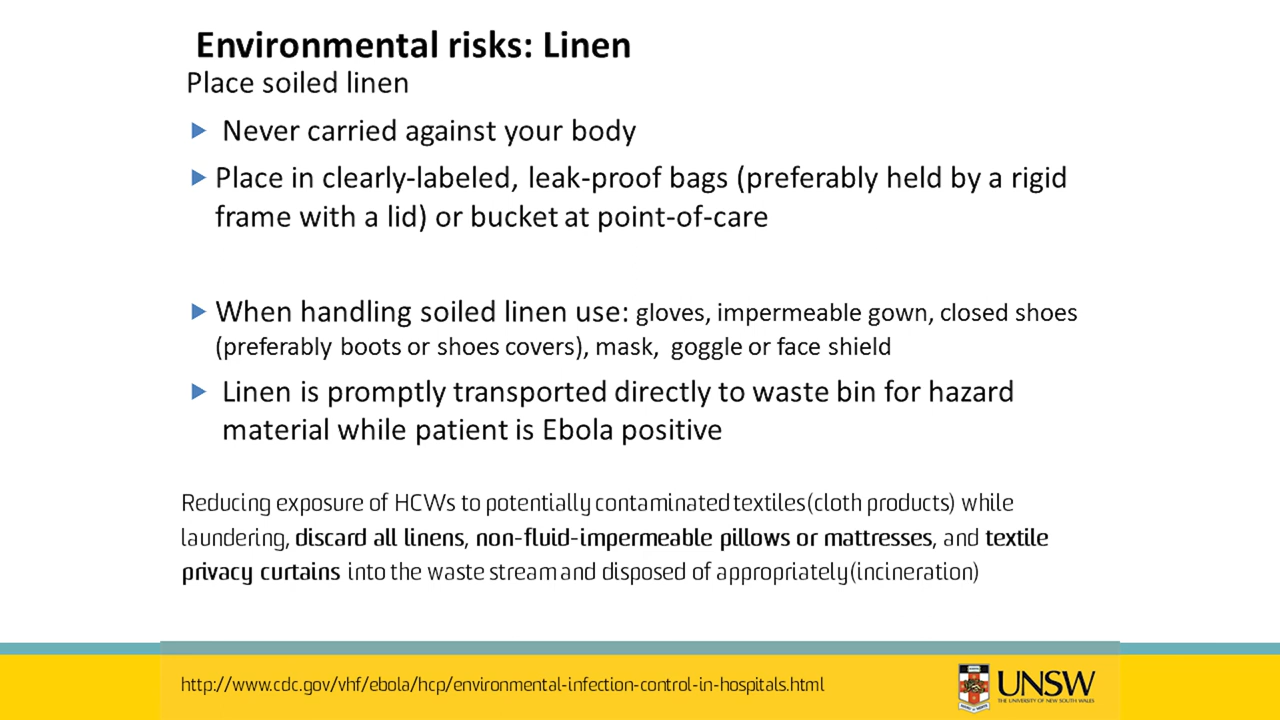 Environmental risks: Linen
Place soiled linen
Never carried against your body
Place in clearly-labeled, leak-proof bags (preferably held by a rigid
frame with a lid) or bucket at point-of-care
When handling soiled linen use: gloves, impermeable gown, closed shoes
(preferably boots or shoes covers), mask, goggle or face shield
Linen is promptly transported directly to waste bin for hazard
material while patient is Ebola positive
Reducing exposure of HCWs to potentially contaminated textiles(cloth products) while
laundering, discard all linens, non-fluid-impermeable pillows or mattresses, and textile
privacy curtains into the waste stream and disposed of appropriately(incineration)
http://www.cdc.gov/vhf/ebola/hcp/environmental-infection-control-in-hospitals.html
UNSW
THE UNIVERSITY OF NEW SOUTH WALES